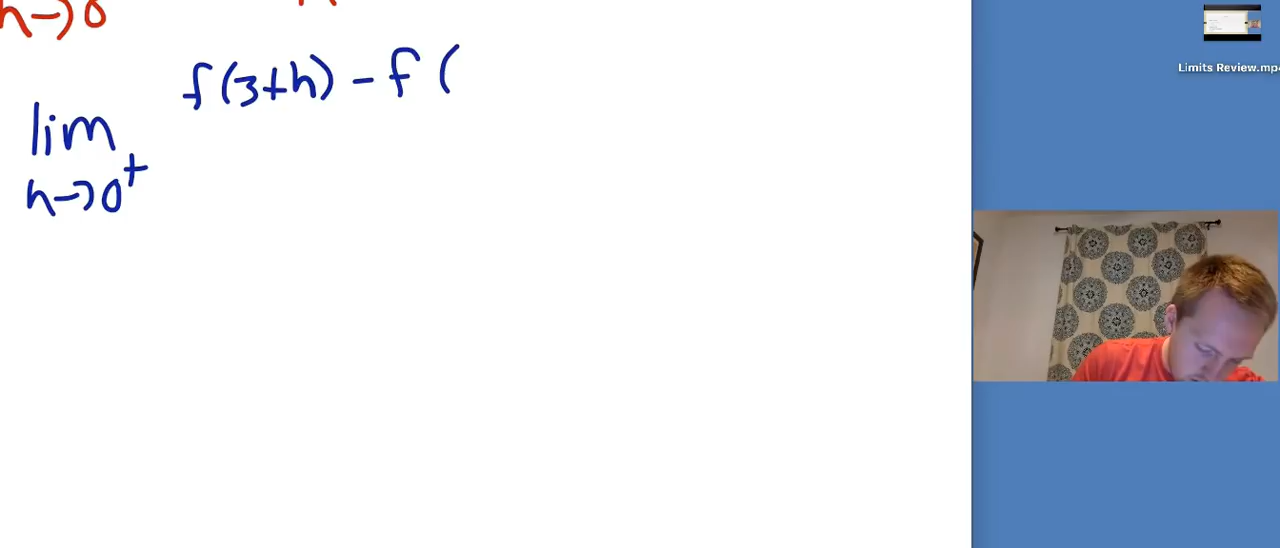 h→0
f(3+h) - f(
lim
h→0⁺
Limits Review.mp4